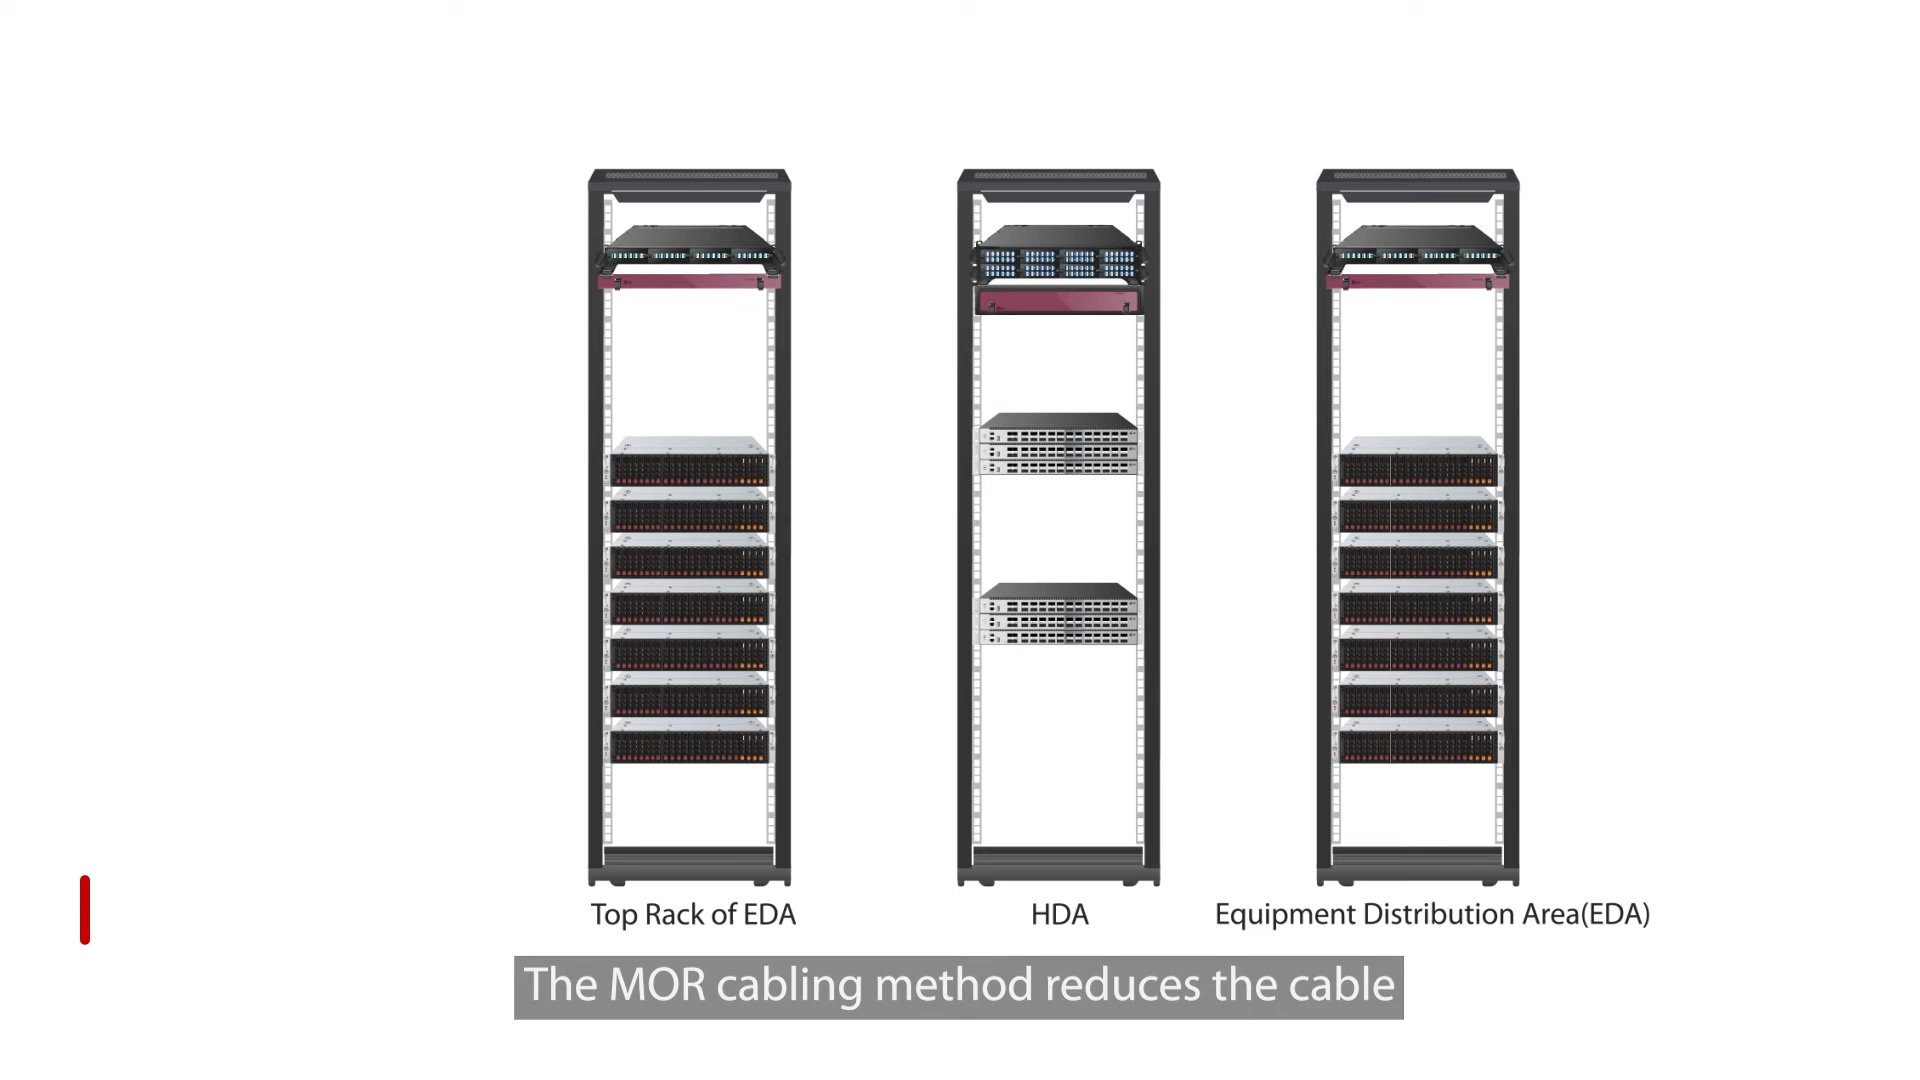 Top Rack of EDA
HDA
Equipment Distribution Area(EDA)
The MOR cabling method reduces the cable